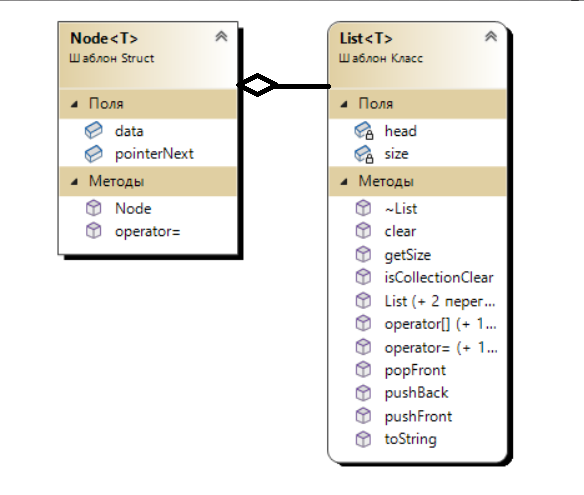 Node<T>
Шаблон Struct
Поля
data
pointerNext
Методы
Node
operator=
List<T>
Шаблон Класс
Поля
head
size
Методы
~List
clear
getSize
isCollectionClear
List (+ 2 перег...
operator[] (+ 1...
operator= (+ 1...
popFront
pushBack
pushFront
toString